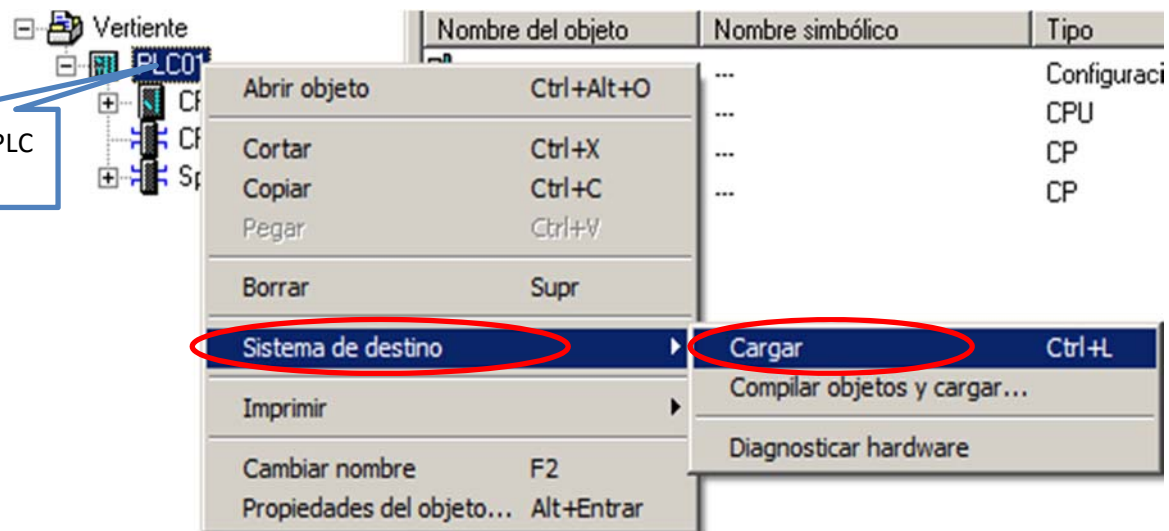 Vertiente
Nombre del objeto Nombre simbólico Tipo
PLC01
--- Configuraci
Abrir objeto Ctrl+Alt+O
--- CPU
PLC
Cortar Ctrl+X
--- CP
Copiar Ctrl+C
--- CP
Pegar Ctrl+V
Borrar Supr
Sistema de destino
Cargar Ctrl+L
Compilar objetos y cargar...
Imprimir
Diagnosticar hardware
Cambiar nombre F2
Propiedades del objeto... Alt+Entrar